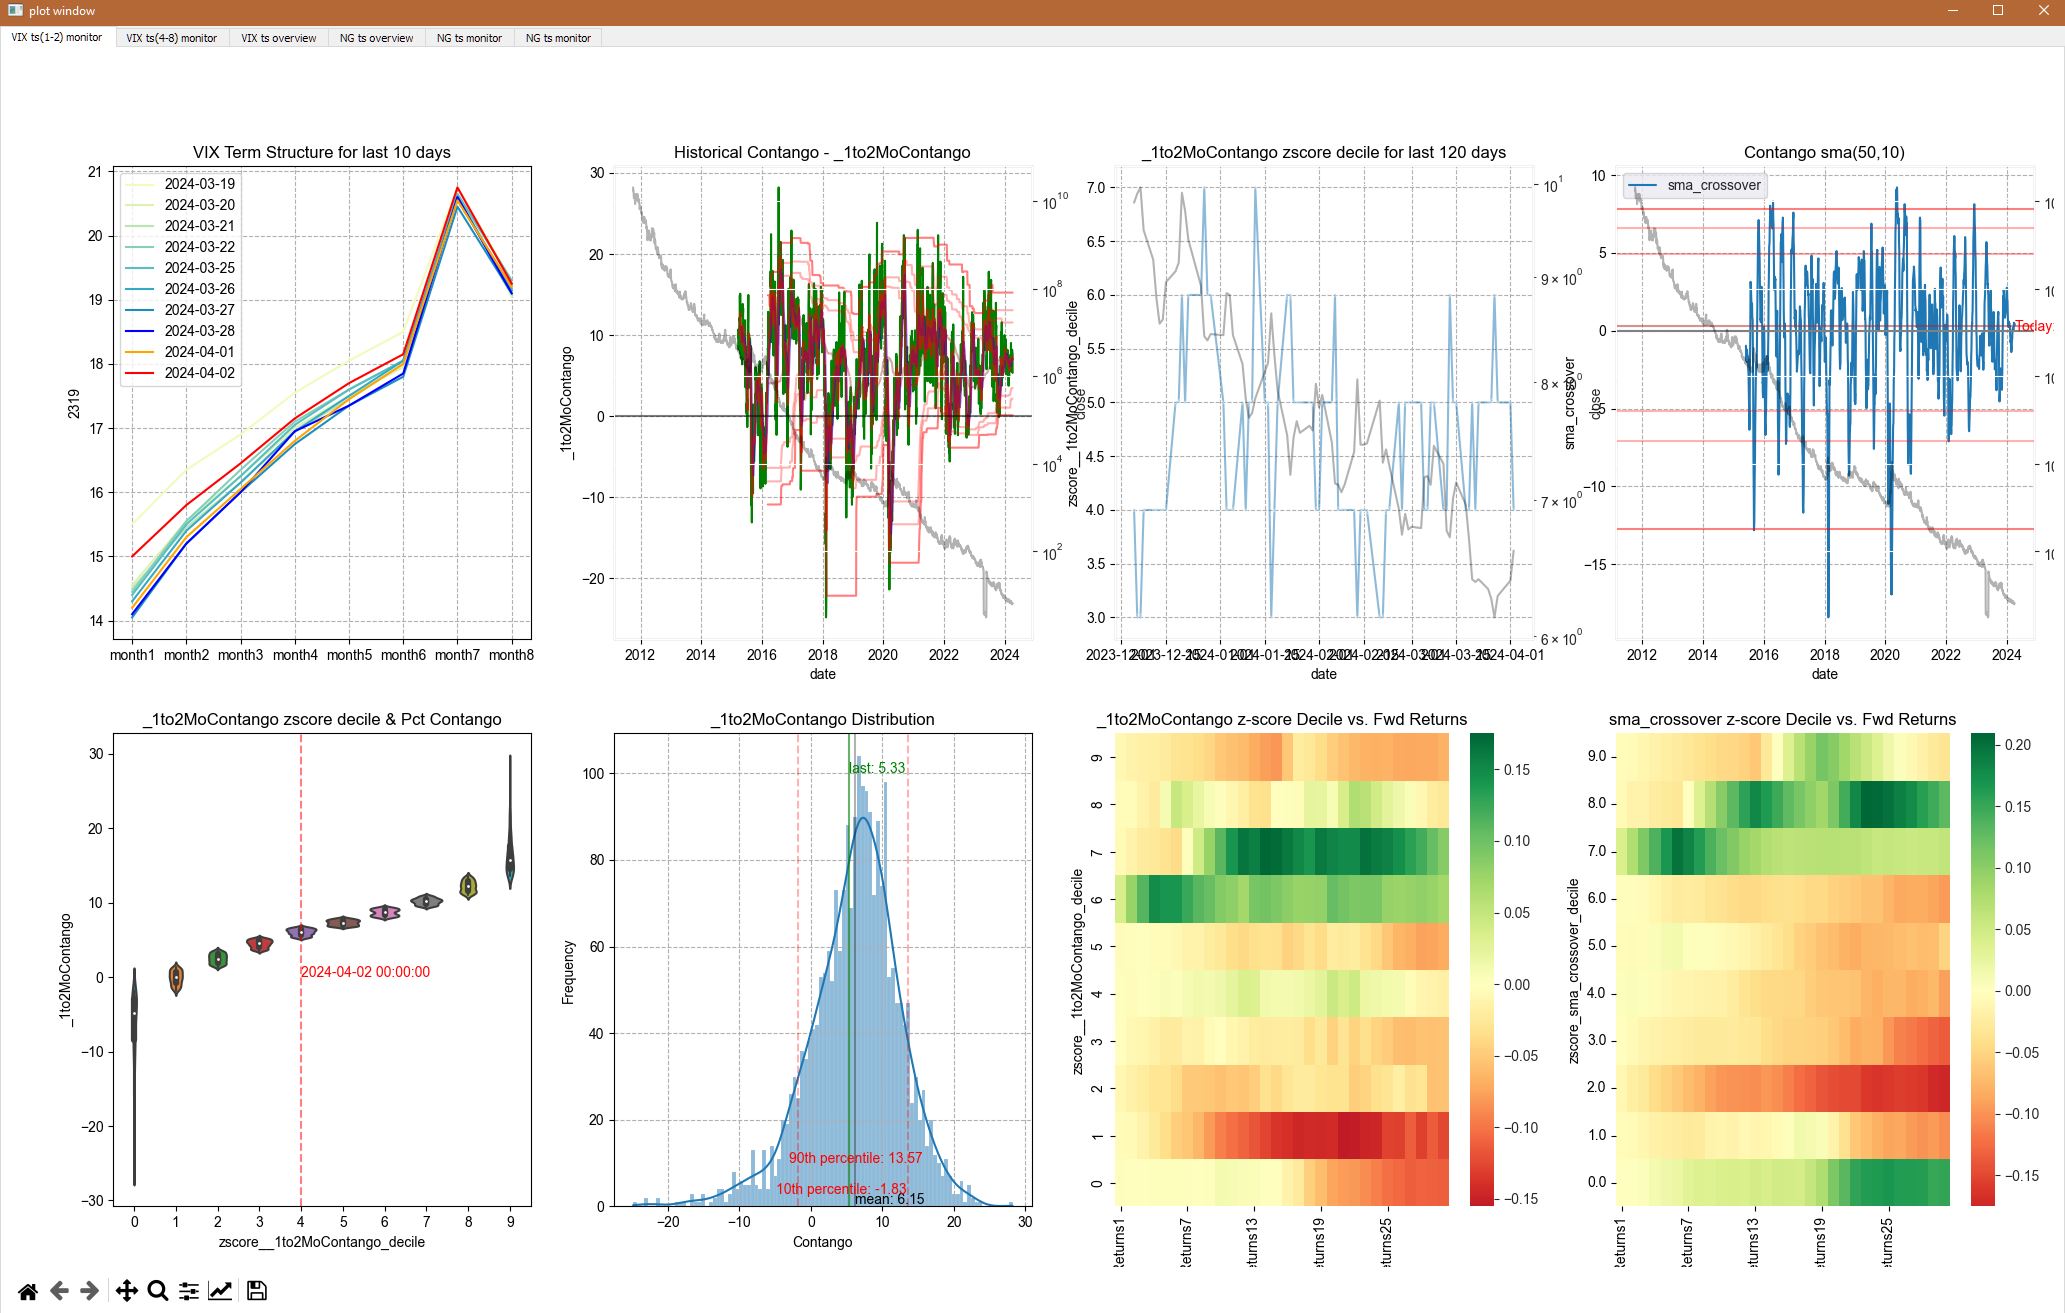 plot window
VIX ts(1-2) monitor
VIX ts(4-8) monitor
VIX ts overview
NG ts overview
NG ts monitor
NG ts monitor
VIX Term Structure for last 10 days
2024-03-19
2024-03-20
2024-03-21
2024-03-22
2024-03-25
2024-03-26
2024-03-27
2024-03-28
2024-04-01
2024-04-02
21
20
19
18
17
16
15
14
2319
month1 month2 month3 month4 month5 month6 month7 month8
Historical Contango - _1to2MoContango
30
20
10
0
−10
−20
_1to2MoContango
10^10
10^8
10^6
10^4
10^2
close
2012 2014 2016 2018 2020 2022 2024
date
_1to2MoContango zscore decile for last 120 days
7.0
6.5
6.0
5.5
5.0
4.5
4.0
3.5
3.0
zscore__1to2MoContango_decile
10^1
9 × 10^0
8 × 10^0
7 × 10^0
6 × 10^0
close
2023-12-01 2023-12-15 2024-01-01 2024-01-15 2024-02-01 2024-02-15 2024-03-01 2024-03-15 2024-04-01
date
Contango sma(50,10)
sma_crossover
10
5
0
−5
−10
−15
sma_crossover
Today:
2012 2014 2016 2018 2020 2022 2024
date
_1to2MoContango zscore decile & Pct Contango
30
20
10
0
−10
−20
−30
_1to2MoContango
2024-04-02 00:00:00
0 1 2 3 4 5 6 7 8 9
zscore__1to2MoContango_decile
_1to2MoContango Distribution
100
80
60
40
20
0
Frequency
last: 5.33
90th percentile: 13.57
10th percentile: -1.83
mean: 6.15
−20 −10 0 10 20 30
Contango
_1to2MoContango z-score Decile vs. Fwd Returns
9
8
7
6
5
4
3
2
1
0
zscore__1to2MoContango_decile
eturns1 eturns7 eturns13 eturns19 eturns25
0.15
0.10
0.05
0.00
−0.05
−0.10
−0.15
sma_crossover z-score Decile vs. Fwd Returns
9.0
8.0
7.0
6.0
5.0
4.0
3.0
2.0
1.0
0.0
zscore_sma_crossover_decile
eturns1 eturns7 eturns13 eturns19 eturns25
0.20
0.15
0.10
0.05
0.00
−0.05
−0.10
−0.15